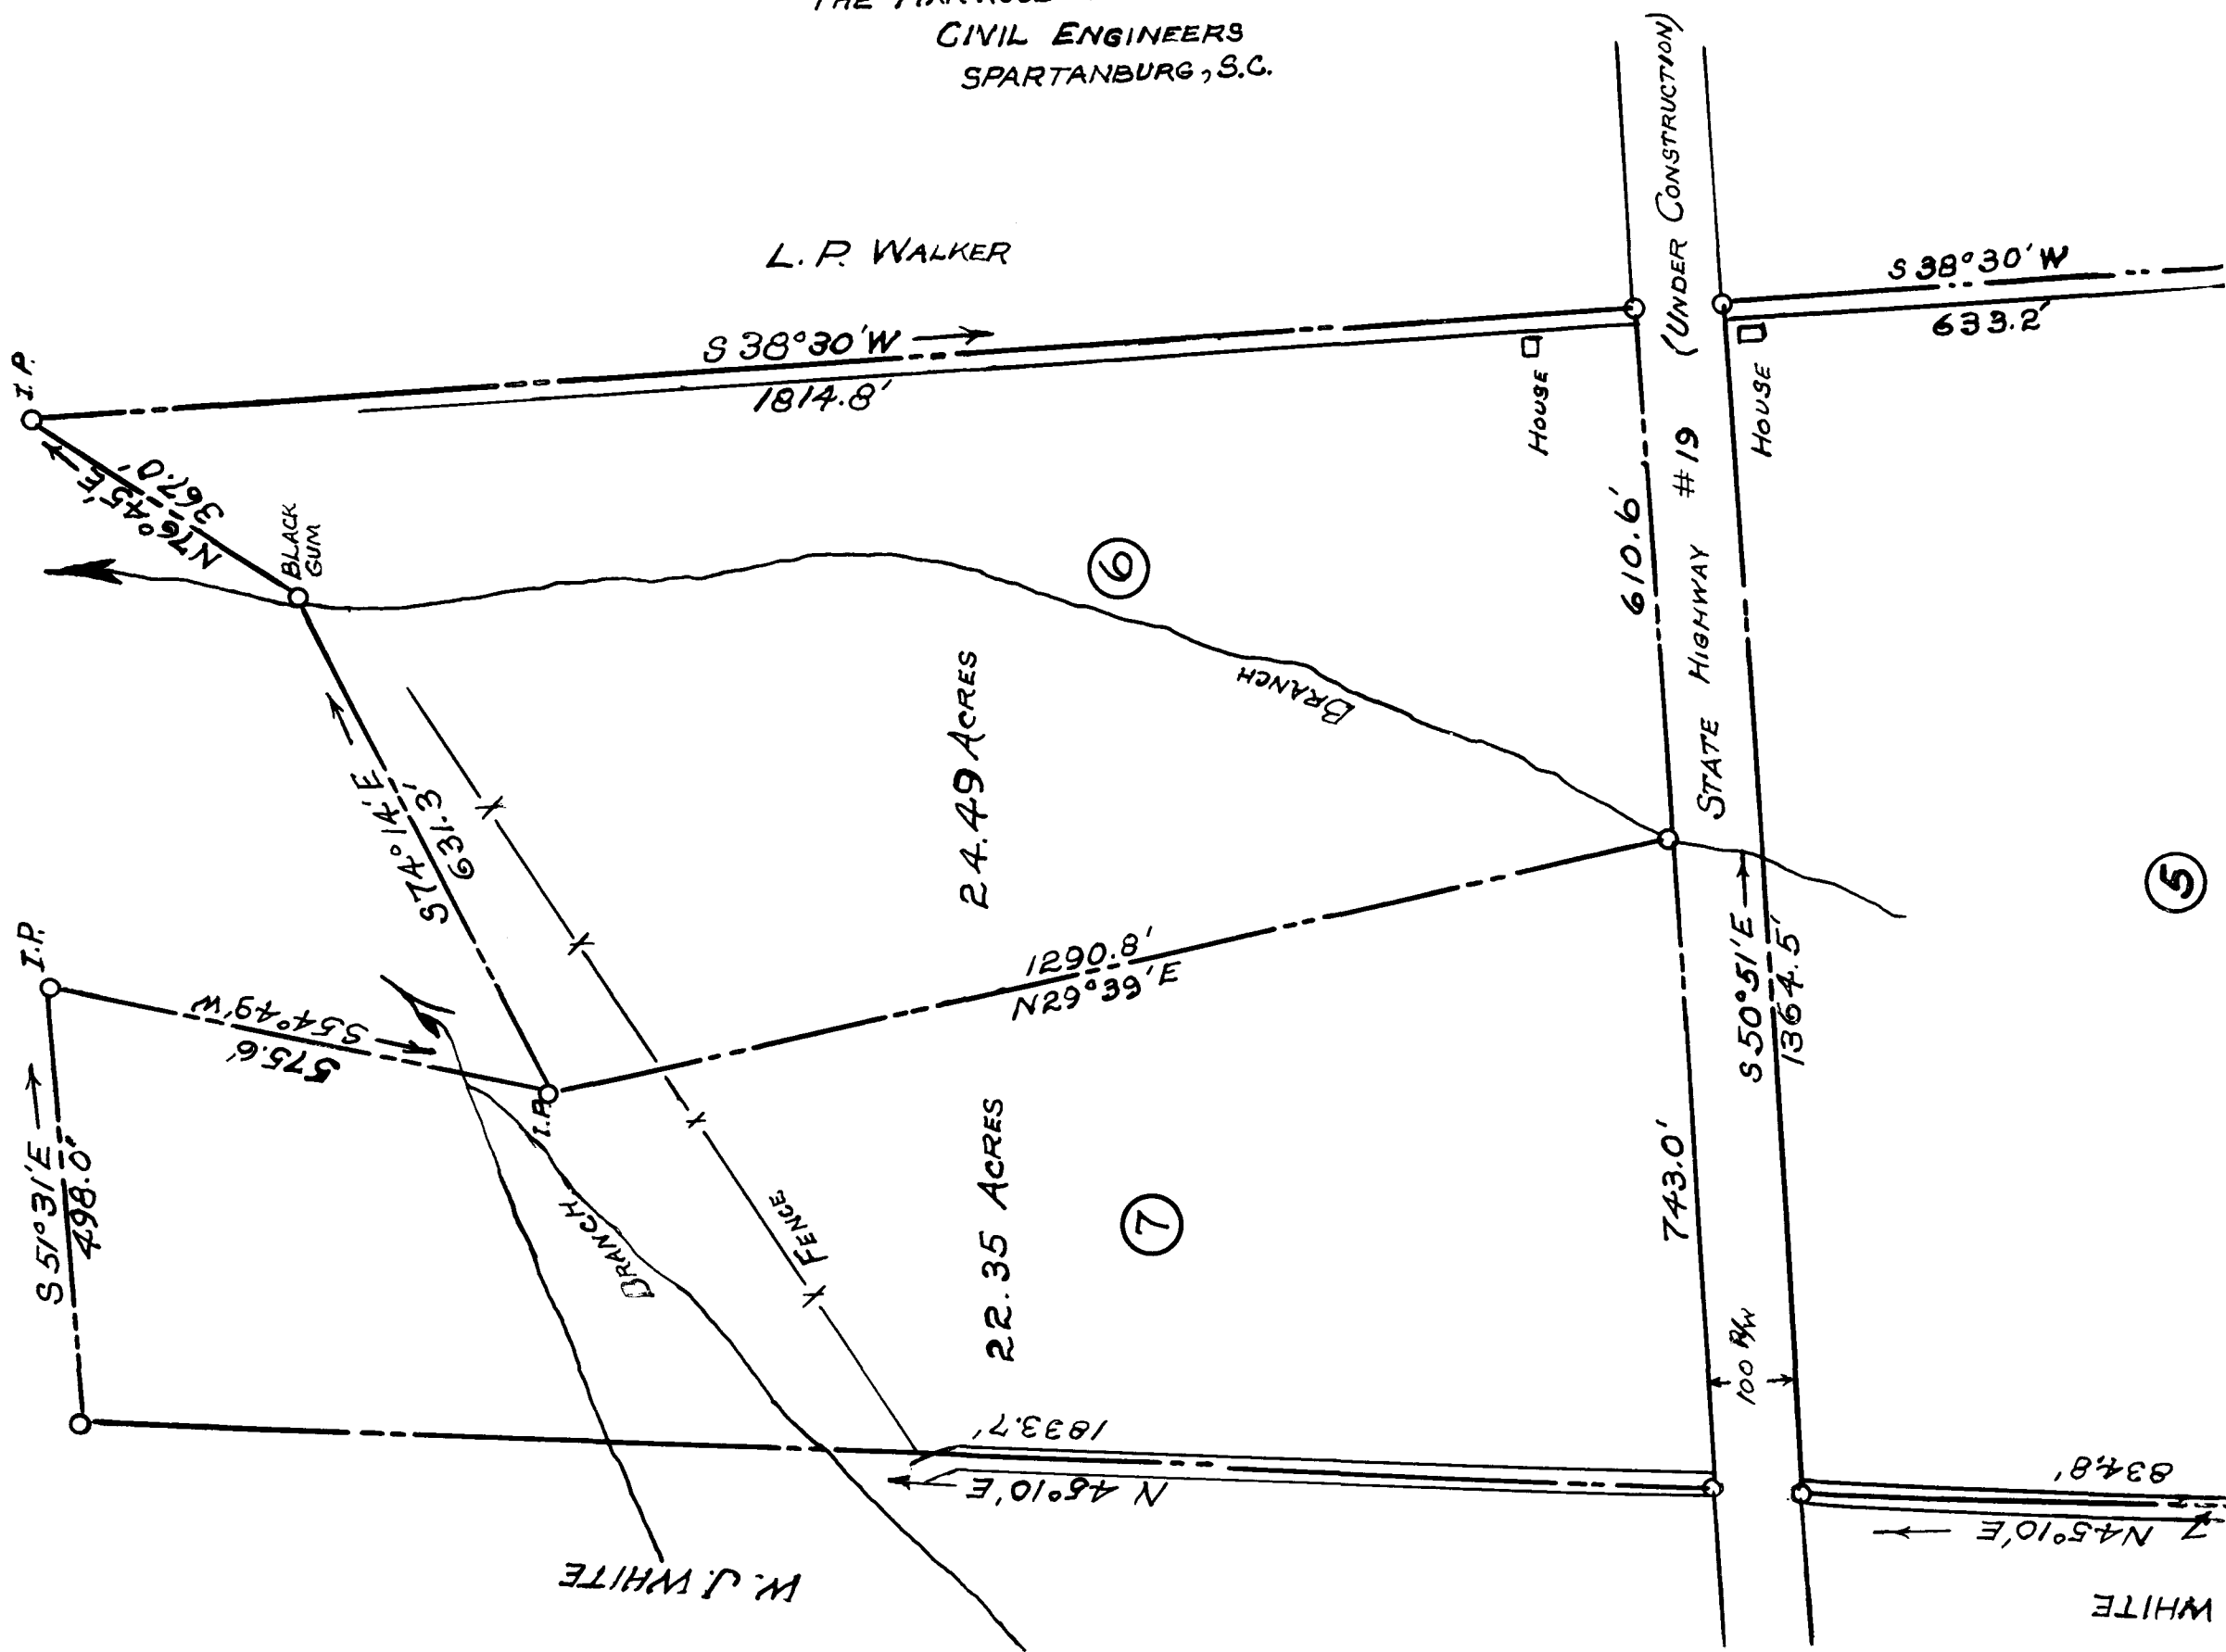 CIVIL ENGINEERS
SPARTANBURG, S.C.
L. P. WALKER
I.P.
N76°45'E
367.0'
BLACK
GUM
S 38°30'W
1814.8'
HOUSE
(UNDER CONSTRUCTION)
S 38°30'W
633.2'
HOUSE
610.6'
STATE HIGHWAY #19
6
BRANCH
24.49 ACRES
S74°14'E
631.3'
I.P.
S54°49'W
575.6'
S51°31'E
498.0'
I.P.
1290.8'
N29°39'E
S50°51'E
1364.5'
5
743.0'
22.35 ACRES
7
BRANCH
FENCE
100 R/W
1833.7'
N 45°10'E
834.8'
N45°10'E
W. J. WHITE
WHITE